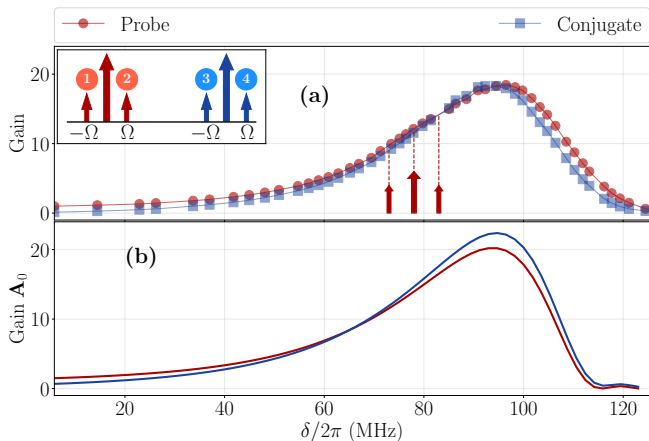 Probe
Conjugate
1
2
3
4
−Ω
Ω
−Ω
Ω
(a)
Gain
20
10
0
(b)
Gain A₀
20
10
0
20
40
60
80
100
120
δ/2π (MHz)